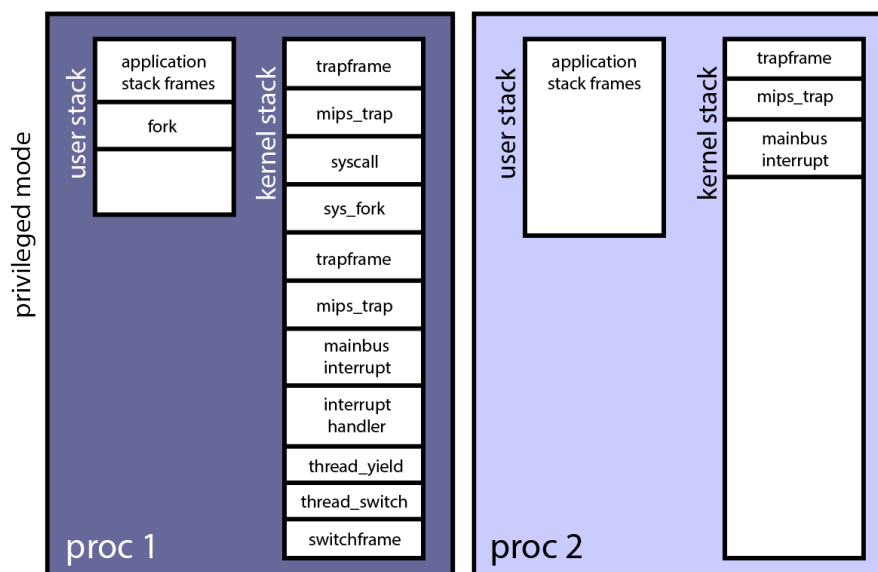 privileged mode
user stack
application
stack frames
fork
kernel stack
trapframe
mips_trap
syscall
sys_fork
trapframe
mips_trap
mainbus
interrupt
interrupt
handler
thread_yield
thread_switch
switchframe
proc 1
user stack
application
stack frames
kernel stack
trapframe
mips_trap
mainbus
interrupt
proc 2